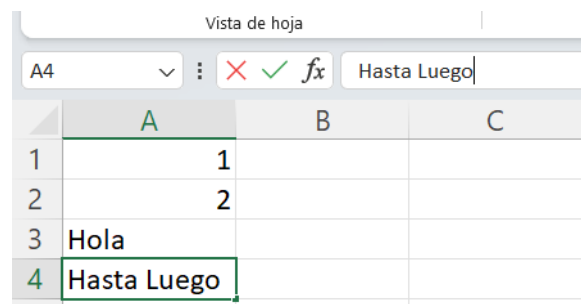 Vista de hoja
A4 fx Hasta Luego
A B C
1 1
2 2
3 Hola
4 Hasta Luego